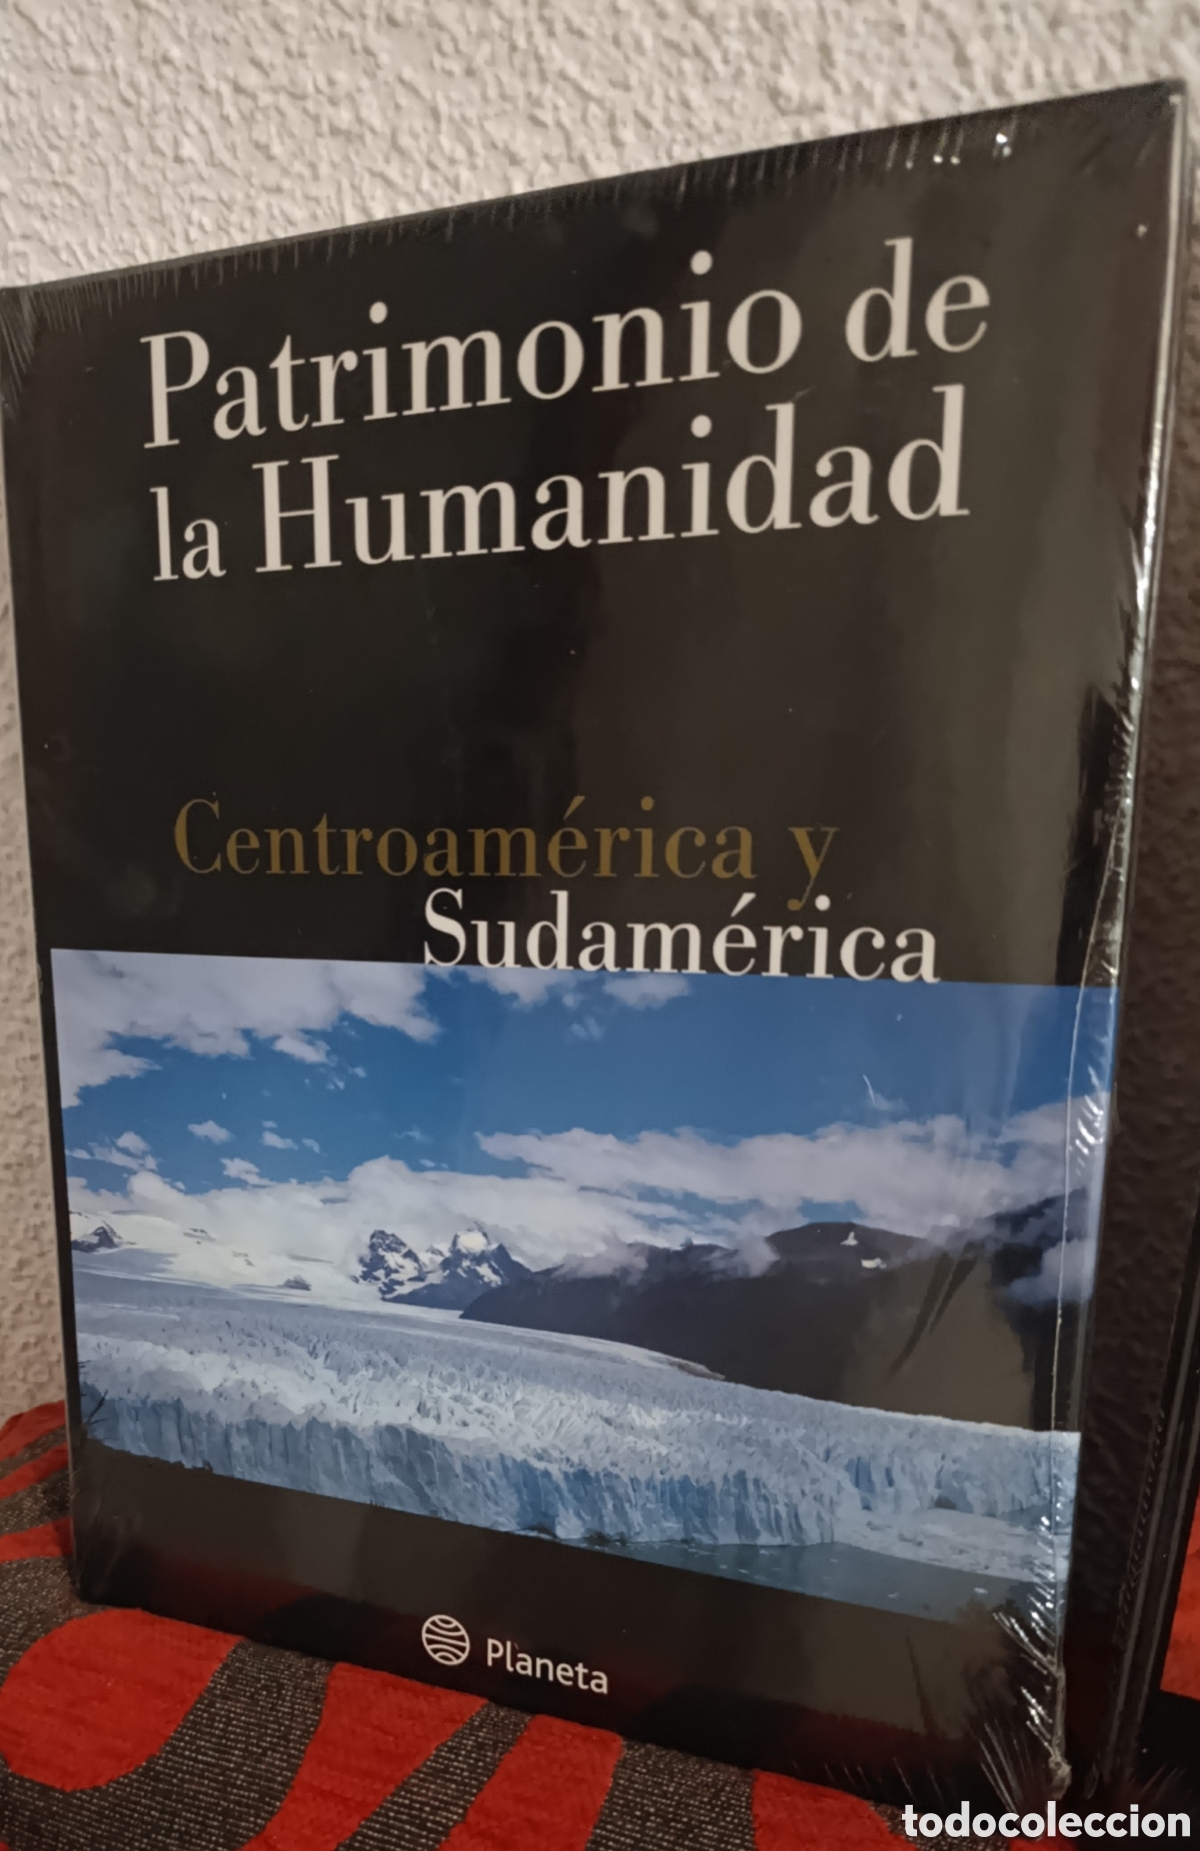 Patrimonio de
la Humanidad
Centroamérica y
Sudamérica
Planeta
todocoleccion